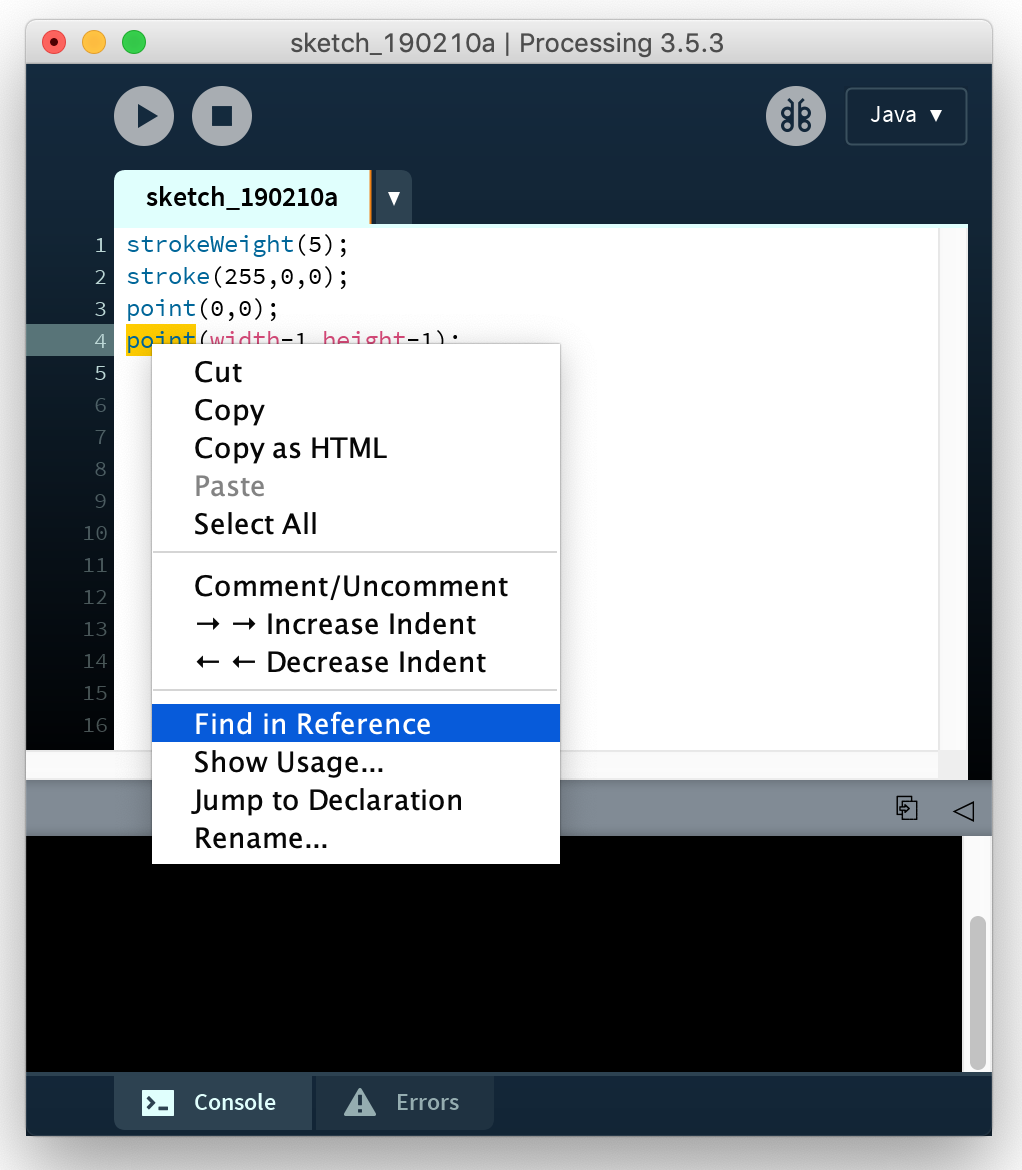 sketch_190210a | Processing 3.5.3
Java ▼
sketch_190210a ▼
1 strokeWeight(5);
2 stroke(255,0,0);
3 point(0,0);
4 point(width-1,height-1);
5
6
7
8
9
10
11
12
13
14
15
16
Cut
Copy
Copy as HTML
Paste
Select All
Comment/Uncomment
→ → Increase Indent
← ← Decrease Indent
Find in Reference
Show Usage...
Jump to Declaration
Rename...
Console
Errors